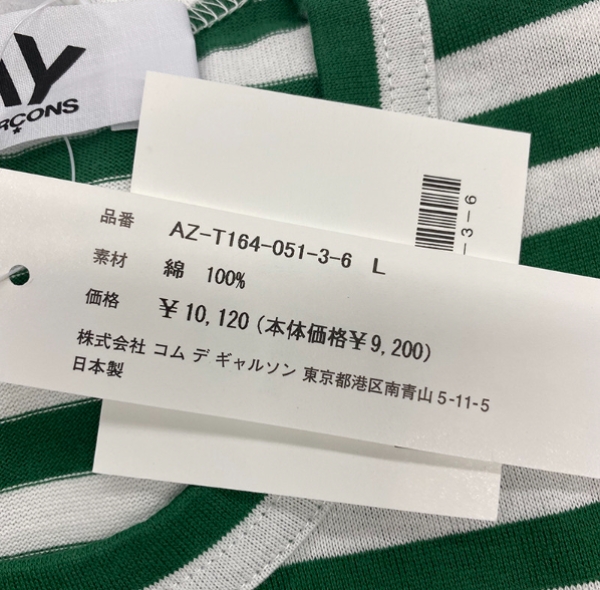 AY
RÇONS
品番 AZ-T164-051-3-6 L
素材 綿 100%
価格 ￥10,120 (本体価格￥9,200)
株式会社 コム デ ギャルソン 東京都港区南青山 5-11-5
日本製
-3-6